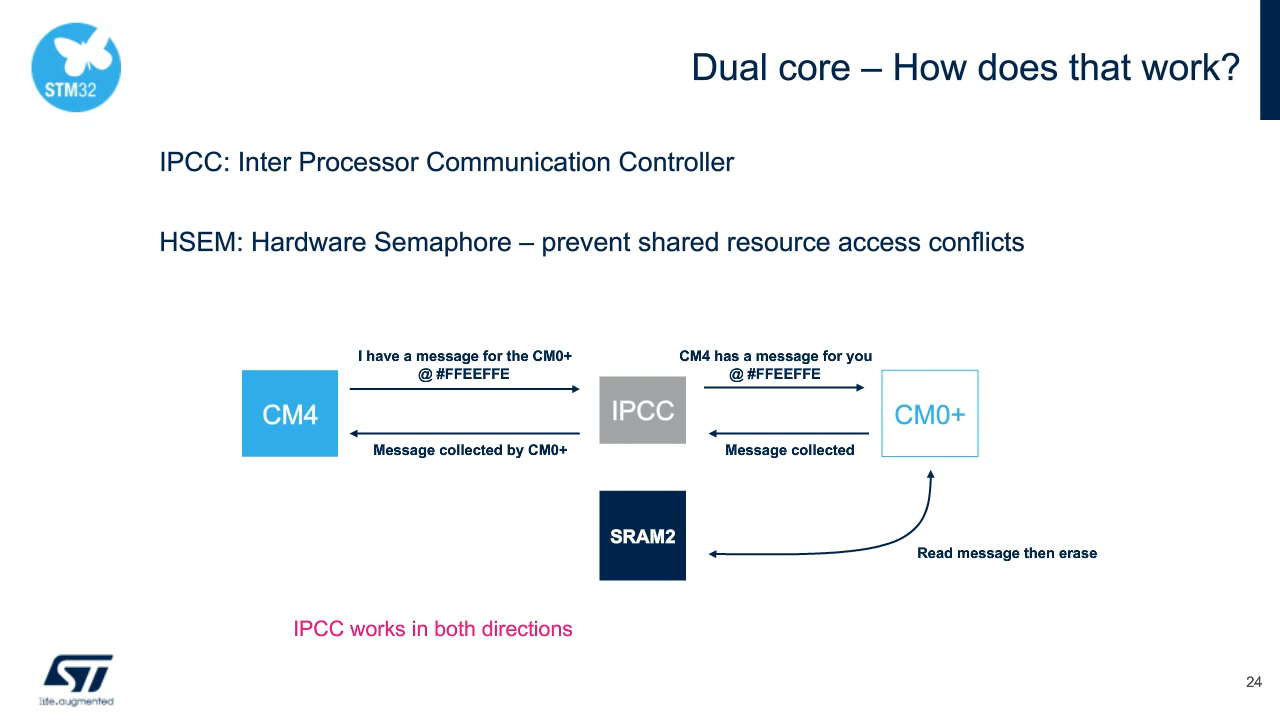 STM32
Dual core – How does that work?
IPCC: Inter Processor Communication Controller
HSEM: Hardware Semaphore – prevent shared resource access conflicts
I have a message for the CM0+
@ #FFEEFFE
CM4 has a message for you
@ #FFEEFFE
CM4
IPCC
CM0+
Message collected by CM0+
Message collected
SRAM2
Read message then erase
IPCC works in both directions
ST
life.augmented
24